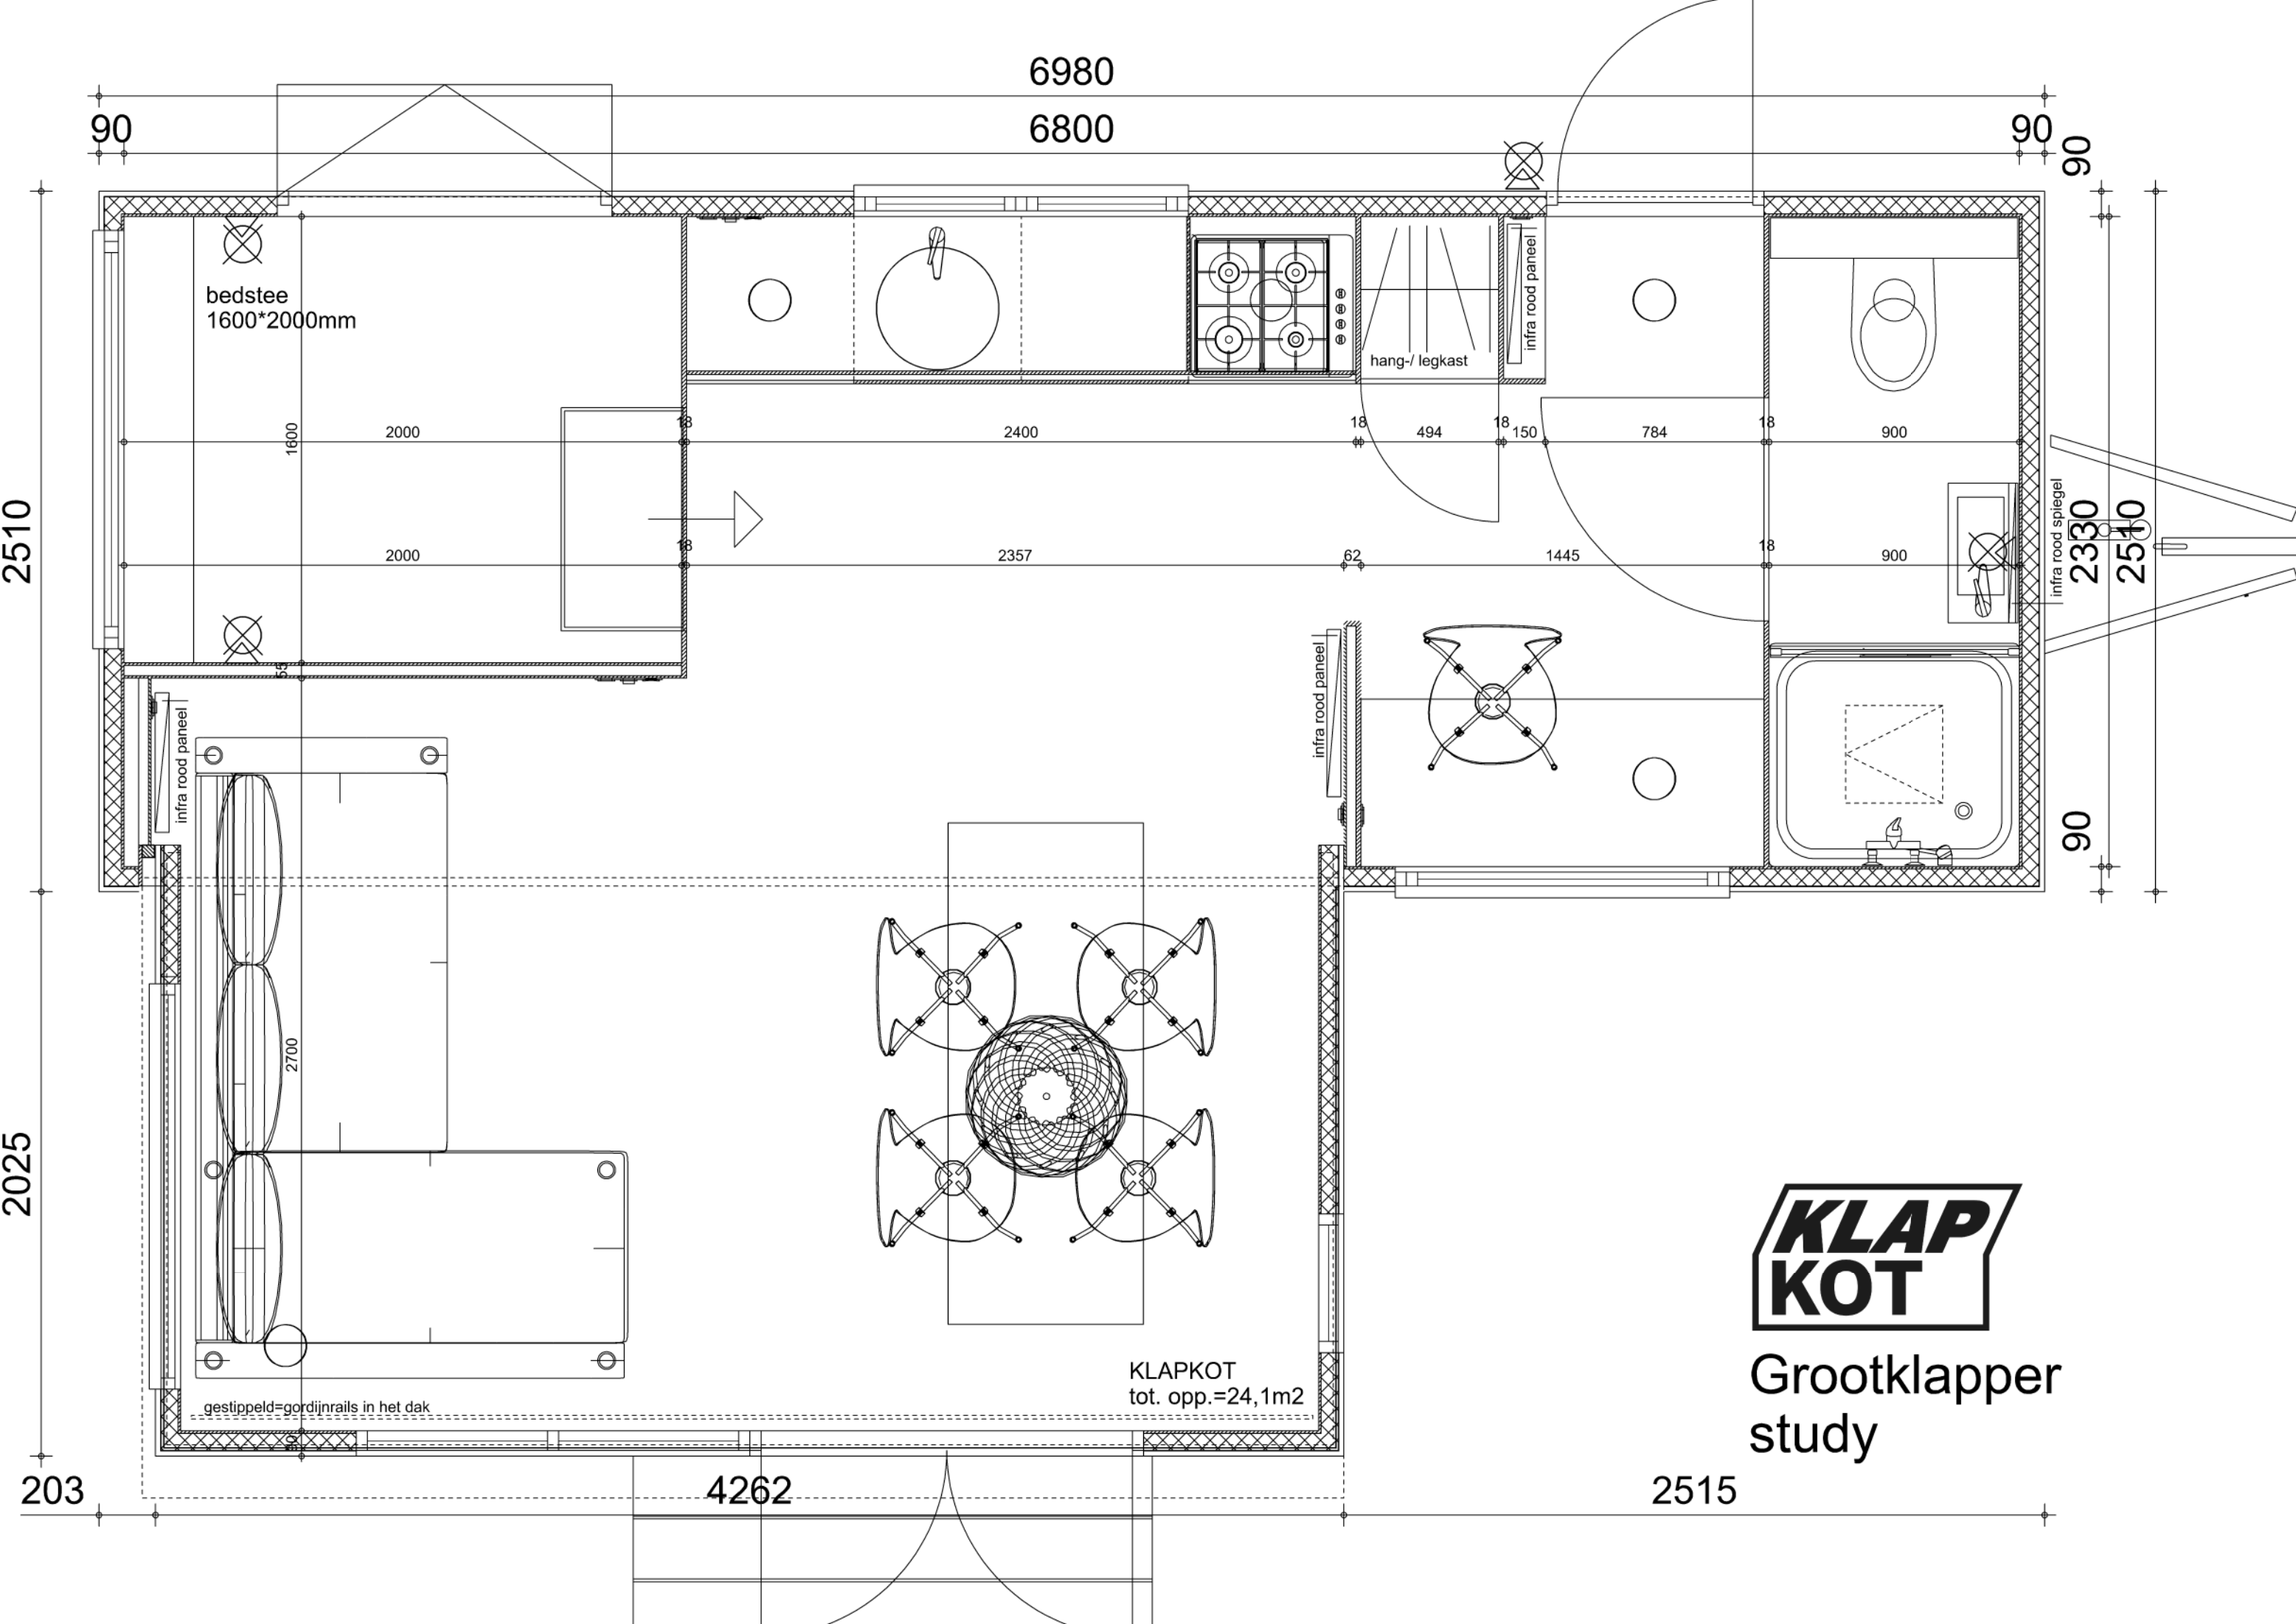 6980
90
6800
90
90
bedstee
1600*2000mm
infra rood paneel
hang-/ legkast
18
2000
1600
2400
18
494
18
150
784
18
900
2510
2330
2510
infra rood spiegel
2000
18
2357
62
1445
18
900
55
infra rood paneel
infra rood paneel
90
2700
2025
KLAPKOT
tot. opp.=24,1m2
gestippeld=gordijnrails in het dak
90
KLAP
KOT
Grootklapper
study
203
4262
2515